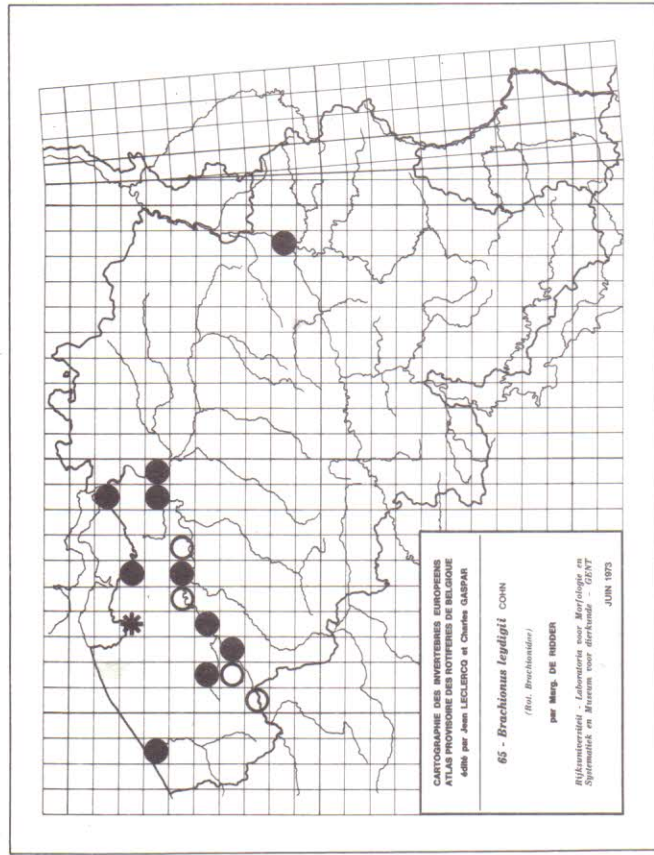 CARTOGRAPHIE DES INVERTEBRES EUROPEENS
ATLAS PROVISOIRE DES ROTIFERES DE BELGIQUE
édité par Jean LECLERCQ et Charles GASPAR
65 - Brachionus leydigii COHN
(Rot. Brachionidae)
par Marg. DE RIDDER
Rijksuniversiteit - Laboratoria voor Morfologie en
Systematiek en Museum voor dierkunde - GENT
JUIN 1973